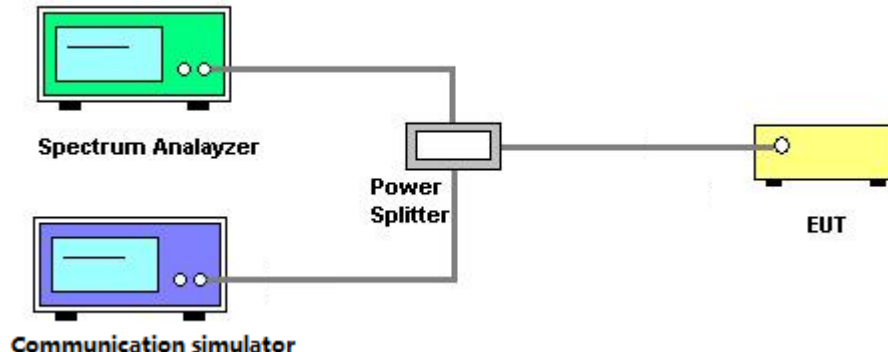 Spectrum Analayzer
Power
Splitter
EUT
Communication simulator